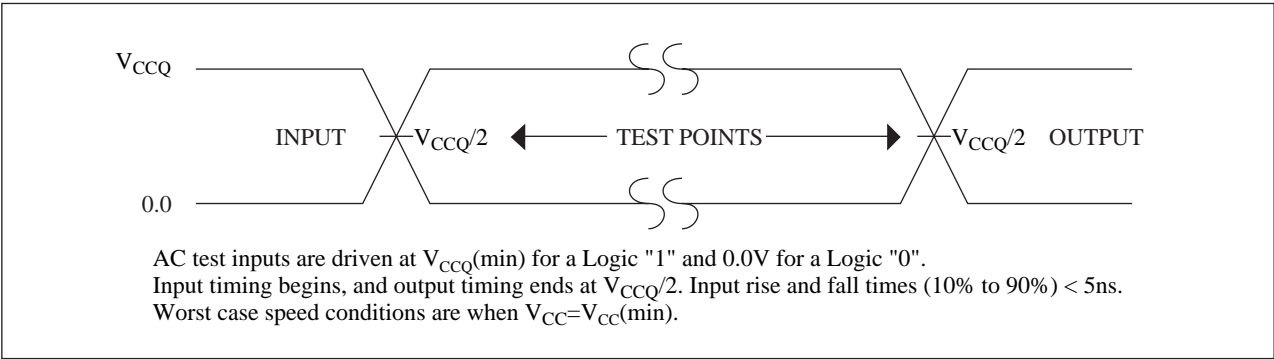 VCCQ
INPUT VCCQ/2 TEST POINTS VCCQ/2 OUTPUT
0.0
AC test inputs are driven at VCCQ(min) for a Logic "1" and 0.0V for a Logic "0".
Input timing begins, and output timing ends at VCCQ/2. Input rise and fall times (10% to 90%) < 5ns.
Worst case speed conditions are when VCC=VCC(min).